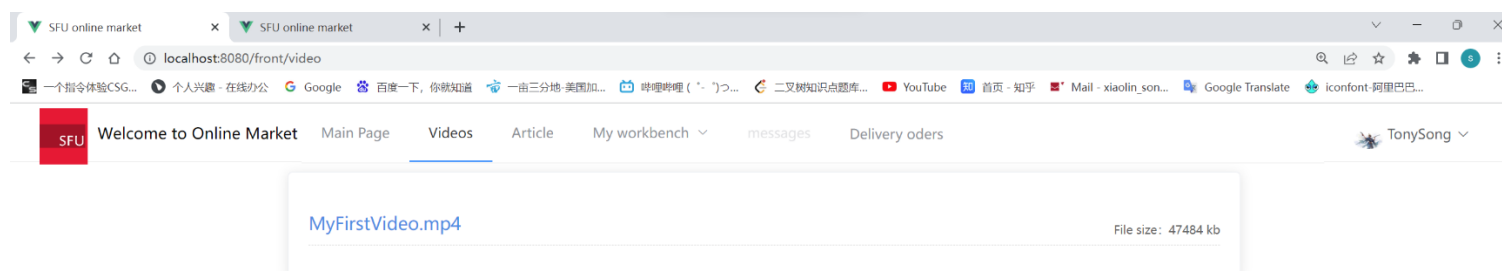 SFU online market SFU online market
localhost:8080/front/video S
一个指令体验CSG... 个人兴趣 - 在线办公 Google 百度一下，你就知道 一亩三分地-美国加... 哔哩哔哩 ( ゜- ゜)つ... 二叉树知识点题库... YouTube 知 首页 - 知乎 Mail - xiaolin_son... Google Translate iconfont-阿里巴巴...
SFU Welcome to Online Market Main Page Videos Article My workbench messages Delivery oders TonySong
MyFirstVideo.mp4 File size：47484 kb